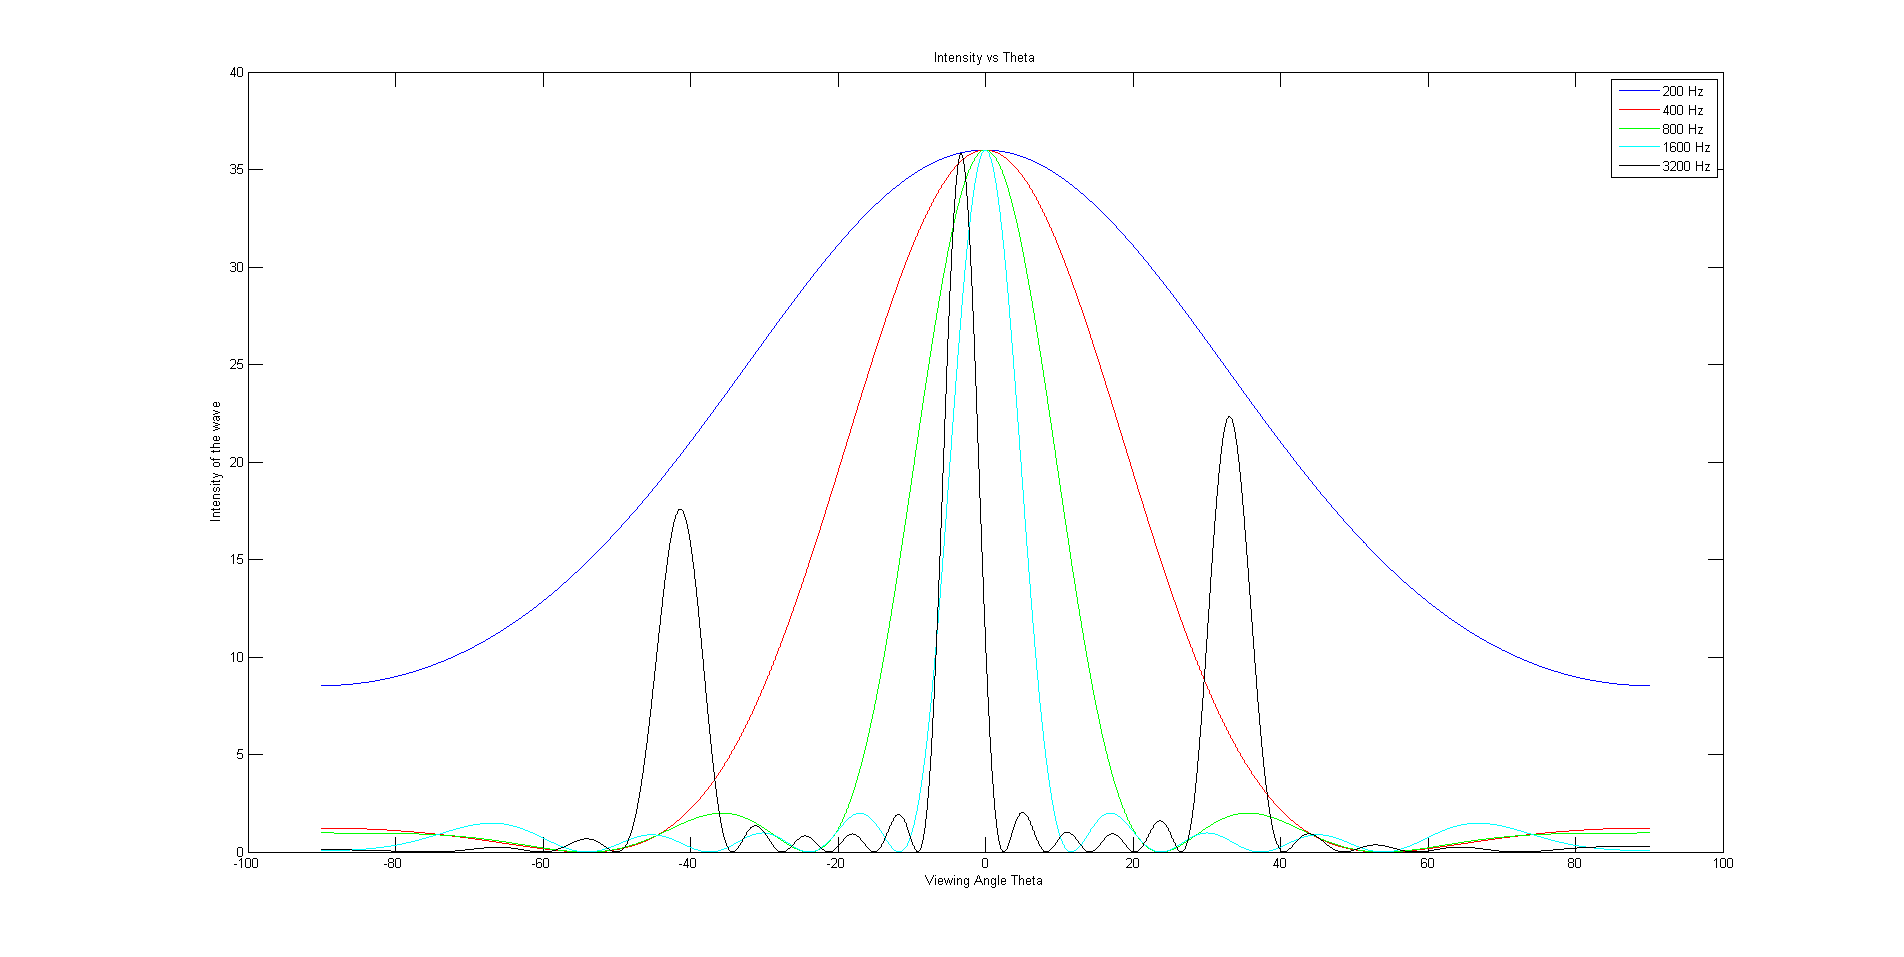 Intensity vs Theta
200 Hz
400 Hz
800 Hz
1600 Hz
3200 Hz
Intensity of the wave
40
35
30
25
20
15
10
5
0
-100 -80 -60 -40 -20 0 20 40 60 80 100
Viewing Angle Theta